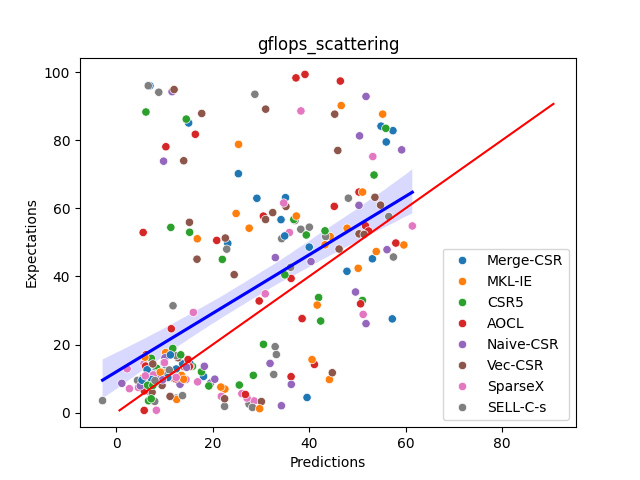 gflops_scattering
Expectations
100
80
60
40
20
0
0
20
40
60
80
Predictions
Merge-CSR
MKL-IE
CSR5
AOCL
Naive-CSR
Vec-CSR
SparseX
SELL-C-s